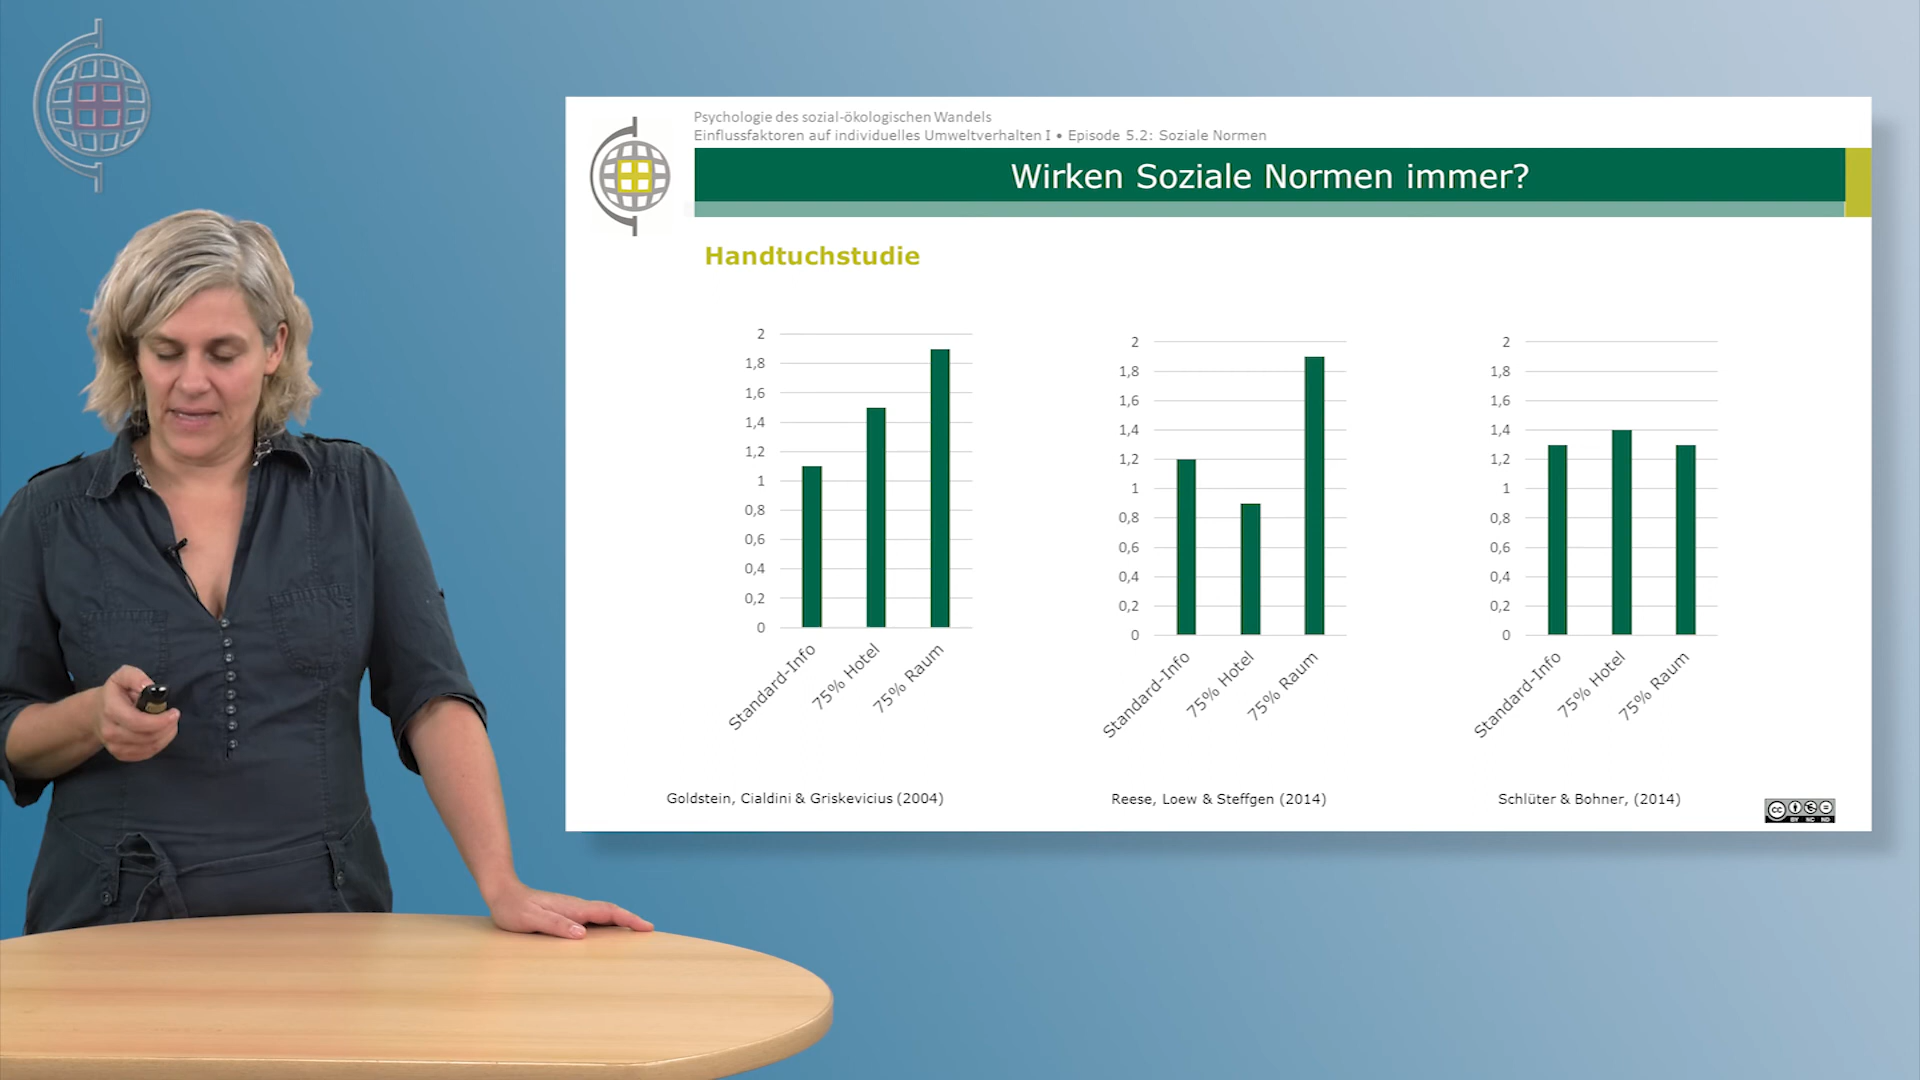 Psychologie des sozial-ökologischen Wandels
Einflussfaktoren auf individuelles Umweltverhalten I • Episode 5.2: Soziale Normen
Wirken Soziale Normen immer?
Handtuchstudie
2
1,8
1,6
1,4
1,2
1
0,8
0,6
0,4
0,2
0
Standard-Info
75% Hotel
75% Raum
Goldstein, Cialdini & Griskevicius (2004)
2
1,8
1,6
1,4
1,2
1
0,8
0,6
0,4
0,2
0
Standard-Info
75% Hotel
75% Raum
Reese, Loew & Steffgen (2014)
2
1,8
1,6
1,4
1,2
1
0,8
0,6
0,4
0,2
0
Standard-Info
75% Hotel
75% Raum
Schlüter & Bohner, (2014)
cc
BY NC ND